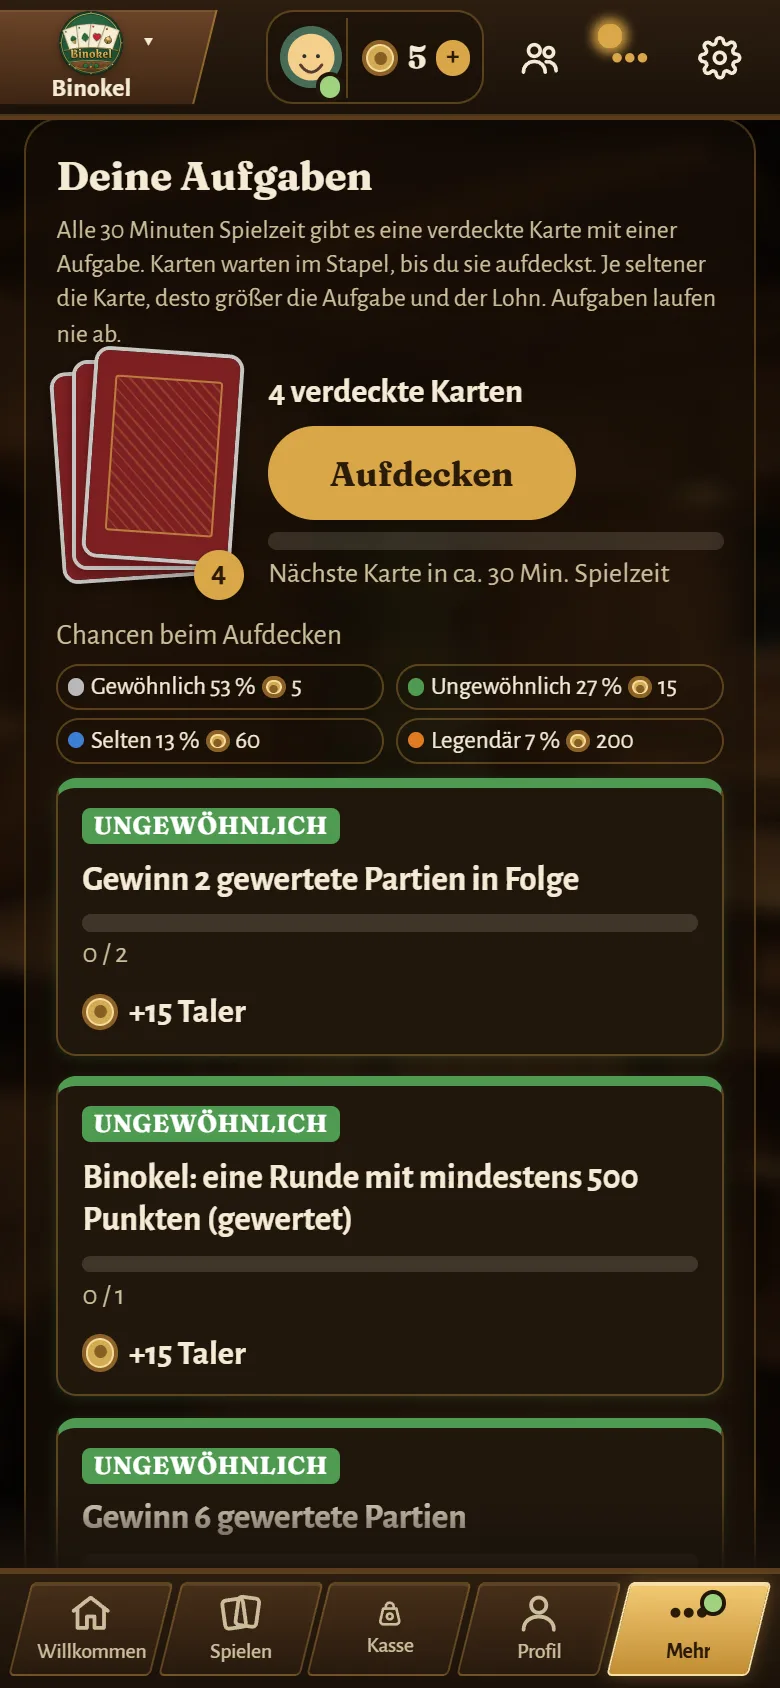 Binokel
Binokel
5
+
Deine Aufgaben
Alle 30 Minuten Spielzeit gibt es eine verdeckte Karte mit einer
Aufgabe. Karten warten im Stapel, bis du sie aufdeckst. Je seltener
die Karte, desto größer die Aufgabe und der Lohn. Aufgaben laufen
nie ab.
4 verdeckte Karten
Aufdecken
4
Nächste Karte in ca. 30 Min. Spielzeit
Chancen beim Aufdecken
Gewöhnlich 53 % 5
Ungewöhnlich 27 % 15
Selten 13 % 60
Legendär 7 % 200
UNGEWÖHNLICH
Gewinn 2 gewertete Partien in Folge
0 / 2
+15 Taler
UNGEWÖHNLICH
Binokel: eine Runde mit mindestens 500
Punkten (gewertet)
0 / 1
+15 Taler
UNGEWÖHNLICH
Gewinn 6 gewertete Partien
Willkommen
Spielen
Kasse
Profil
Mehr